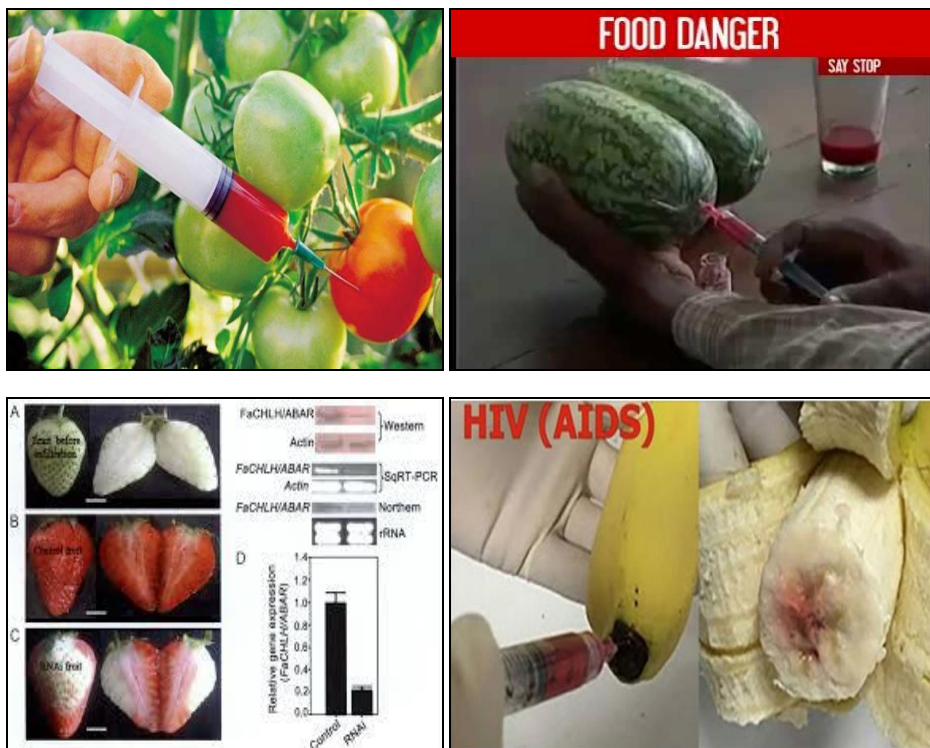 FOOD DANGER
SAY STOP
A
Fruit before
infiltration
B
Control fruit
C
RNAi fruit
FaCHLH/ABAR
Actin
Western
FaCHLH/ABAR
Actin
SqRT-PCR
FaCHLH/ABAR
Northern
rRNA
D
Relative gene expression
(FaCHLH/ABAR)
1.4
1.2
1.0
0.8
0.6
0.4
0.2
0.0
Control
RNAi
HIV (AIDS)